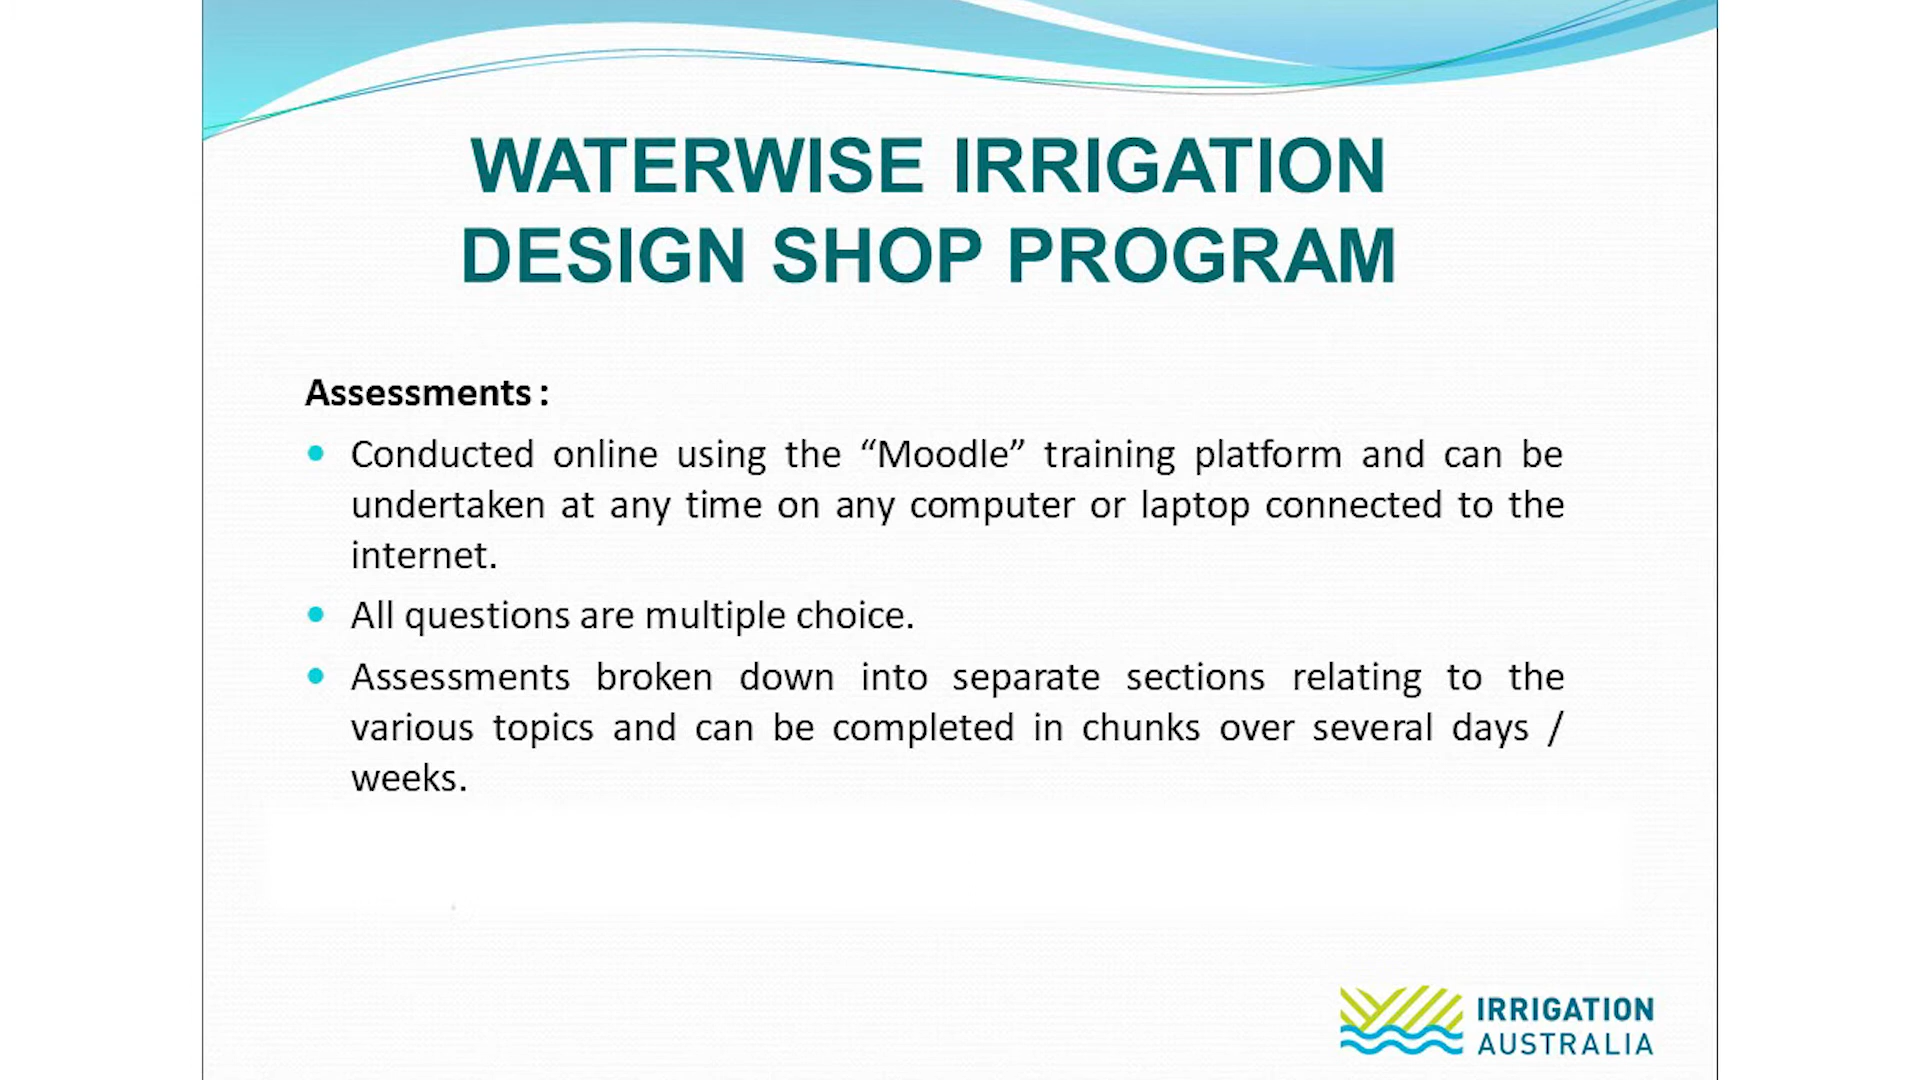 WATERWISE IRRIGATION
DESIGN SHOP PROGRAM
Assessments :
• Conducted online using the “Moodle” training platform and can be
undertaken at any time on any computer or laptop connected to the
internet.
• All questions are multiple choice.
• Assessments broken down into separate sections relating to the
various topics and can be completed in chunks over several days /
weeks.
IRRIGATION
AUSTRALIA